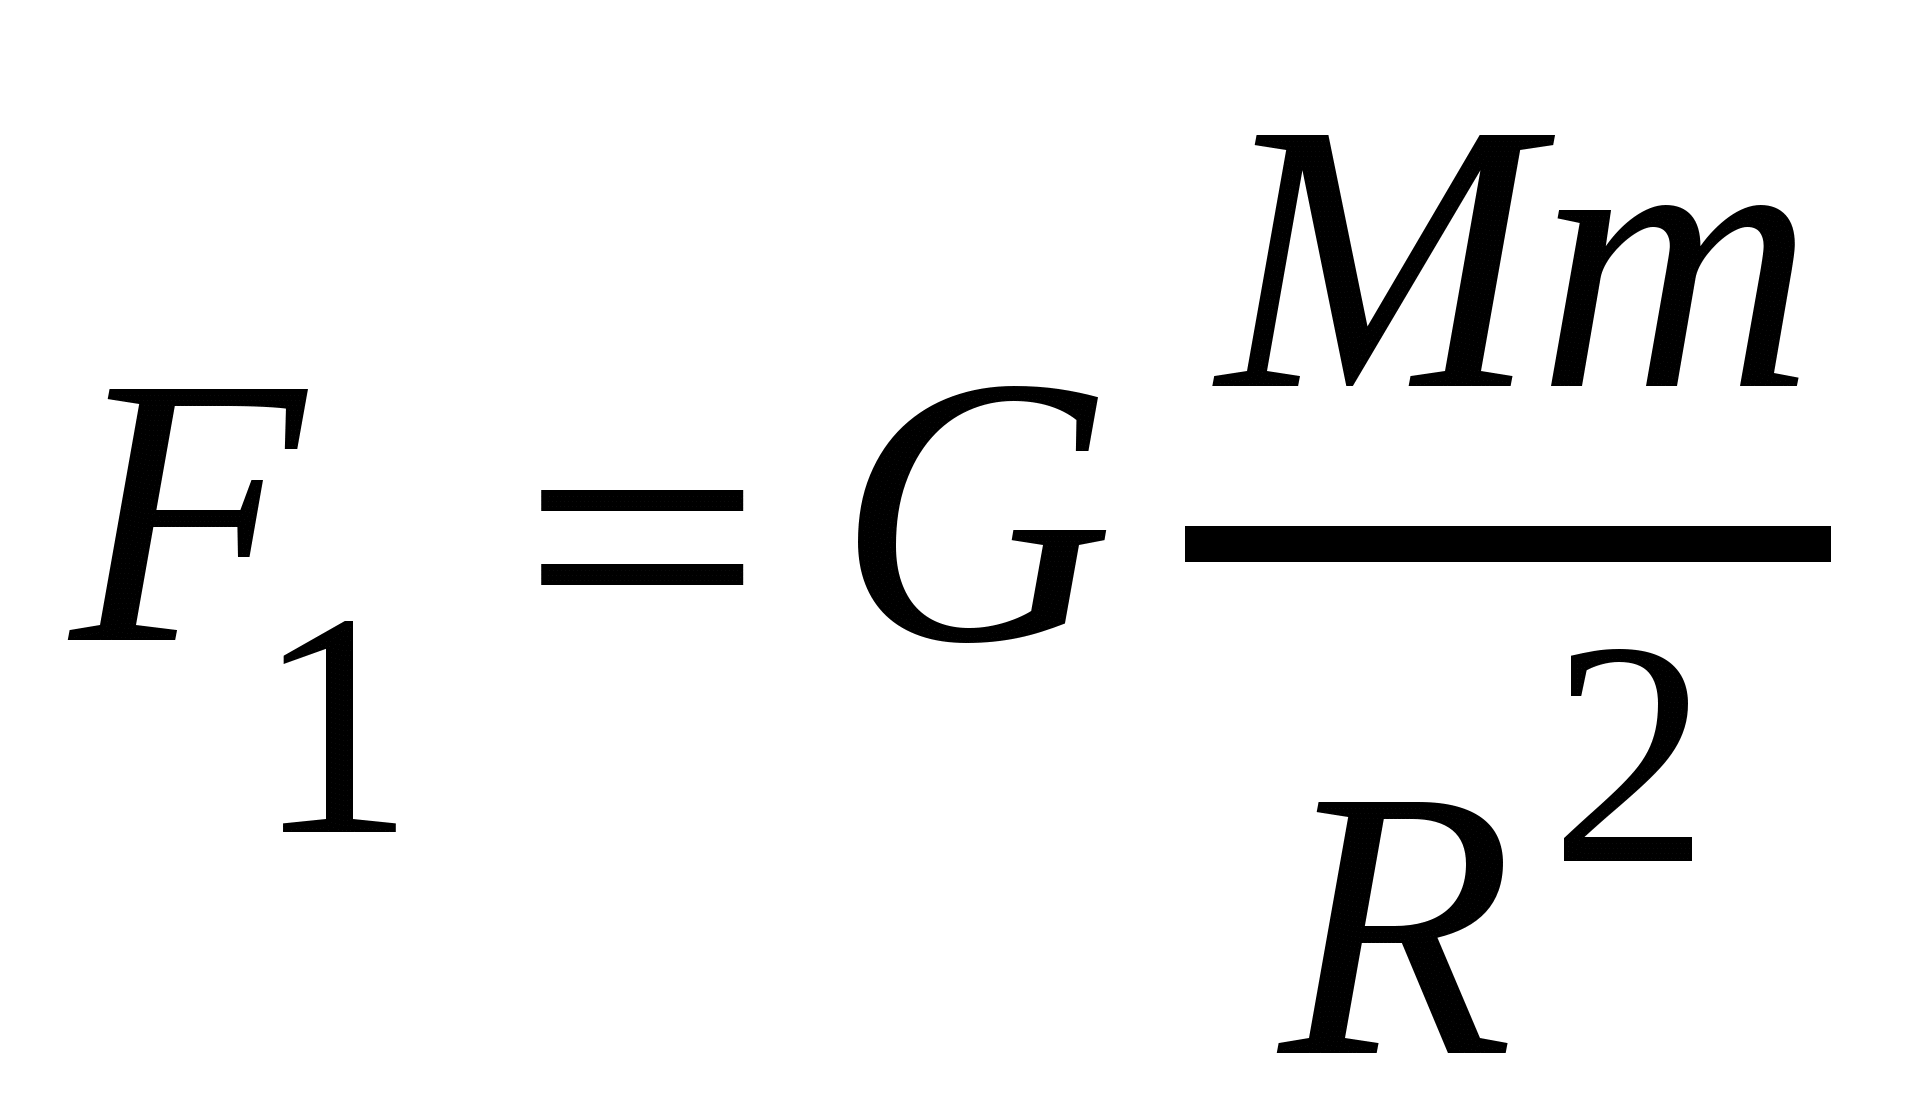 F₁ = G Mm
R²